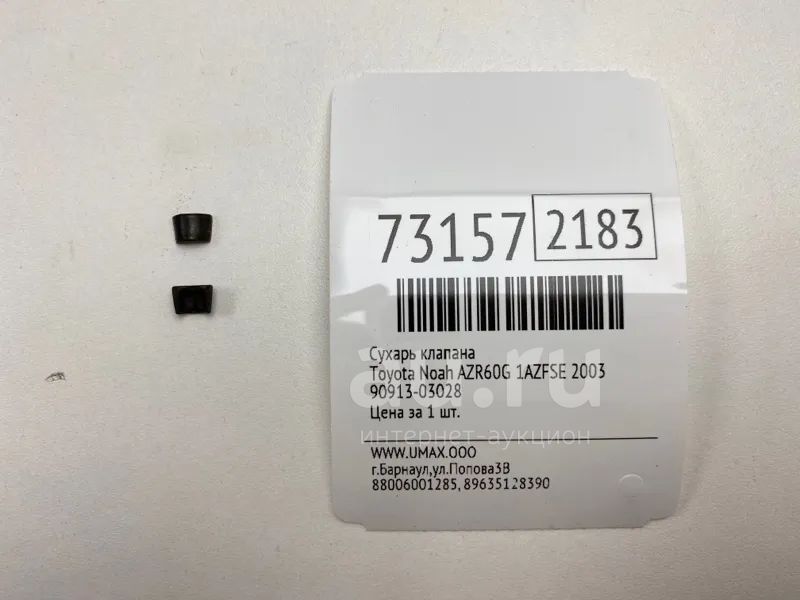 73157 2183
Сухарь клапана
Toyota Noah AZR60G 1AZFSE 2003
90913-03028
Цена за 1 шт.
WWW.UMAX.OOO
г.Барнаул,ул.Попова3В
88006001285, 89635128390
au.ru
интернет-аукцион